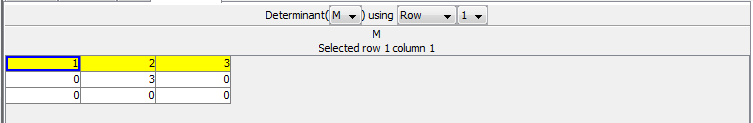 Determinant( M ) using Row 1
M
Selected row 1 column 1
1 2 3
0 3 0
0 0 0